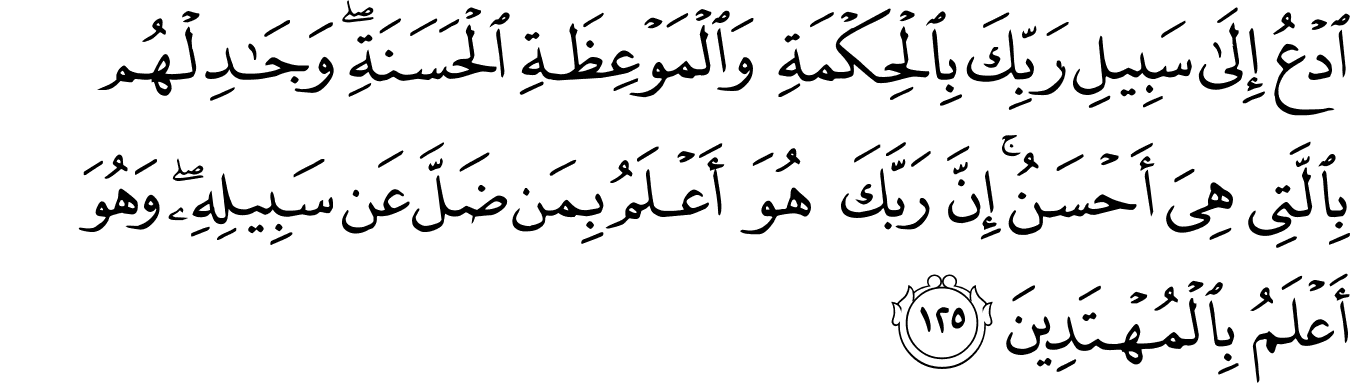 ٱدۡعُ إِلَىٰ سَبِيلِ رَبِّكَ بِٱلۡحِكۡمَةِ وَٱلۡمَوۡعِظَةِ ٱلۡحَسَنَةِۖ وَجَٰدِلۡهُم
بِٱلَّتِي هِيَ أَحۡسَنُۚ إِنَّ رَبَّكَ هُوَ أَعۡلَمُ بِمَن ضَلَّ عَن سَبِيلِهِۦۖ وَهُوَ
أَعۡلَمُ بِٱلۡمُهۡتَدِينَ ١٢٥